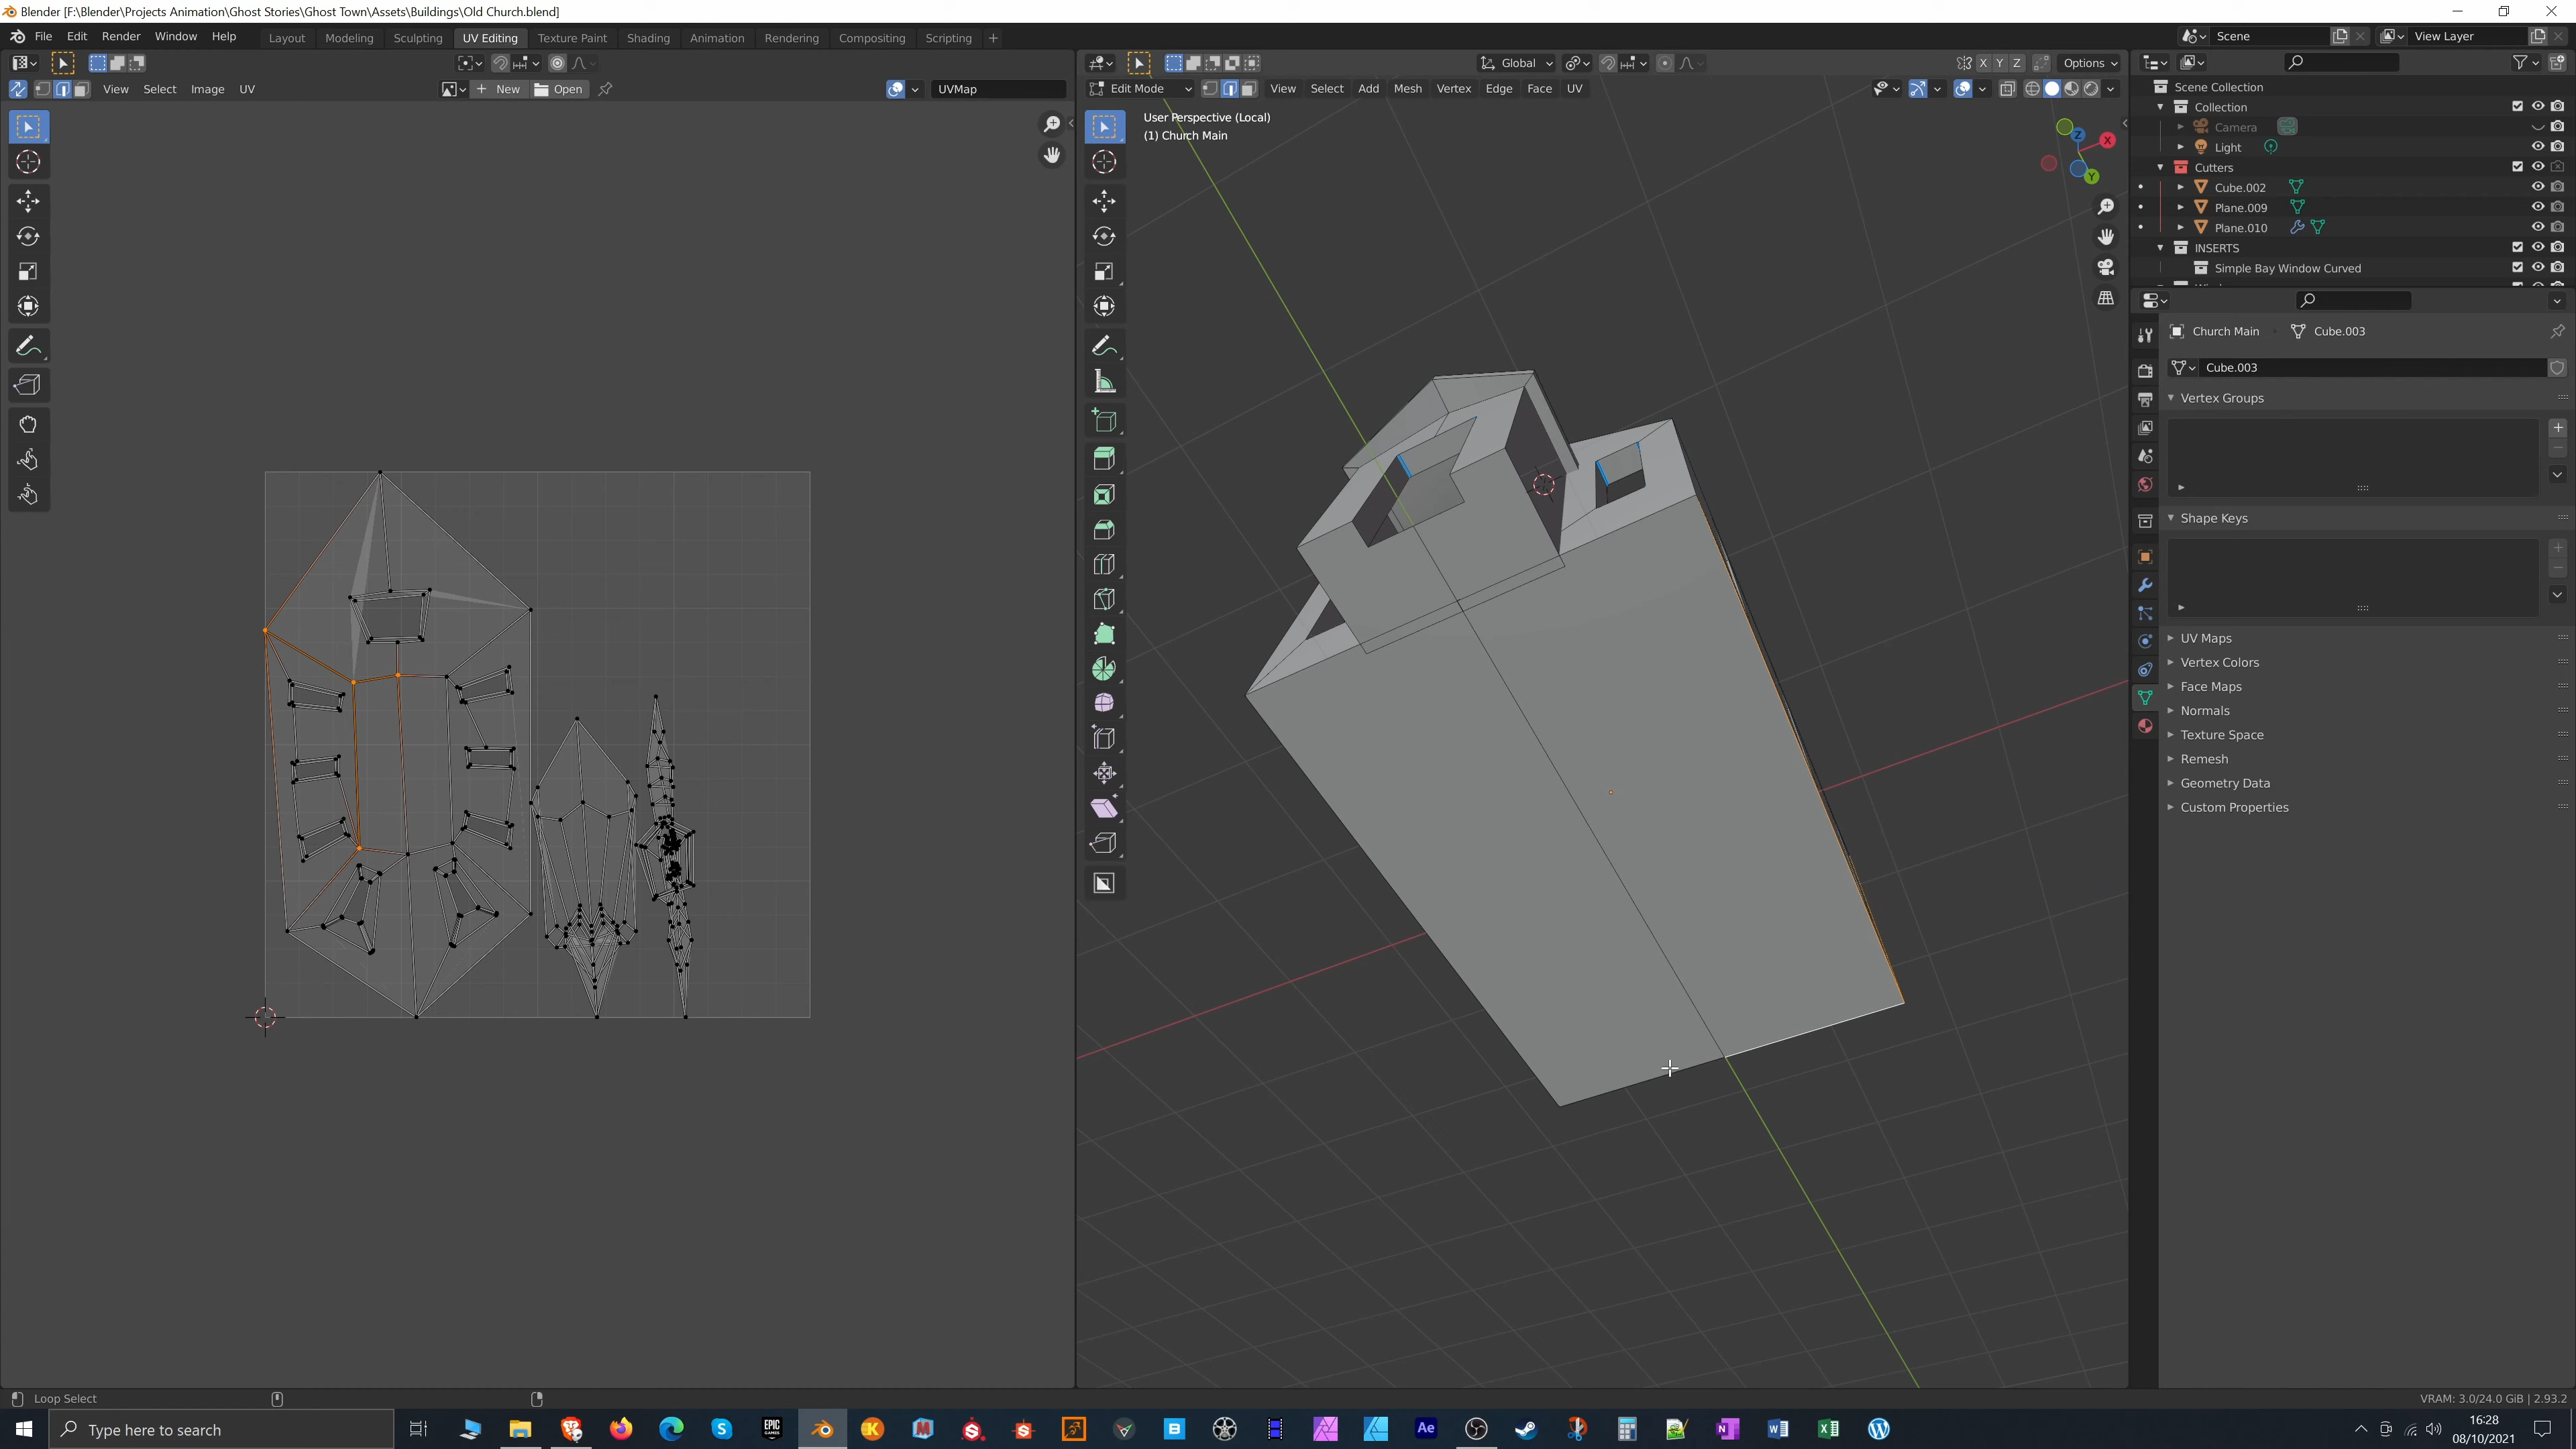 Blender [F:\Blender\Projects Animation\Ghost Stories\Ghost Town\Assets\Buildings\Old Church.blend]
File Edit Render Window Help Layout Modeling Sculpting UV Editing Texture Paint Shading Animation Rendering Compositing Scripting + Scene View Layer
Global X Y Z Options
View Select Image UV + New Open UVMap Edit Mode View Select Add Mesh Vertex Edge Face UV
Scene Collection
Collection
Camera
Light
Cutters
Cube.002
Plane.009
Plane.010
INSERTS
Simple Bay Window Curved
User Perspective (Local)
(1) Church Main
X
Y
Z
Church Main Cube.003
Cube.003
Vertex Groups
Shape Keys
UV Maps
Vertex Colors
Face Maps
Normals
Texture Space
Remesh
Geometry Data
Custom Properties
Loop Select
VRAM: 3.0/24.0 GiB | 2.93.2
Type here to search
EPIC GAMES
Ae
16:28
08/10/2021